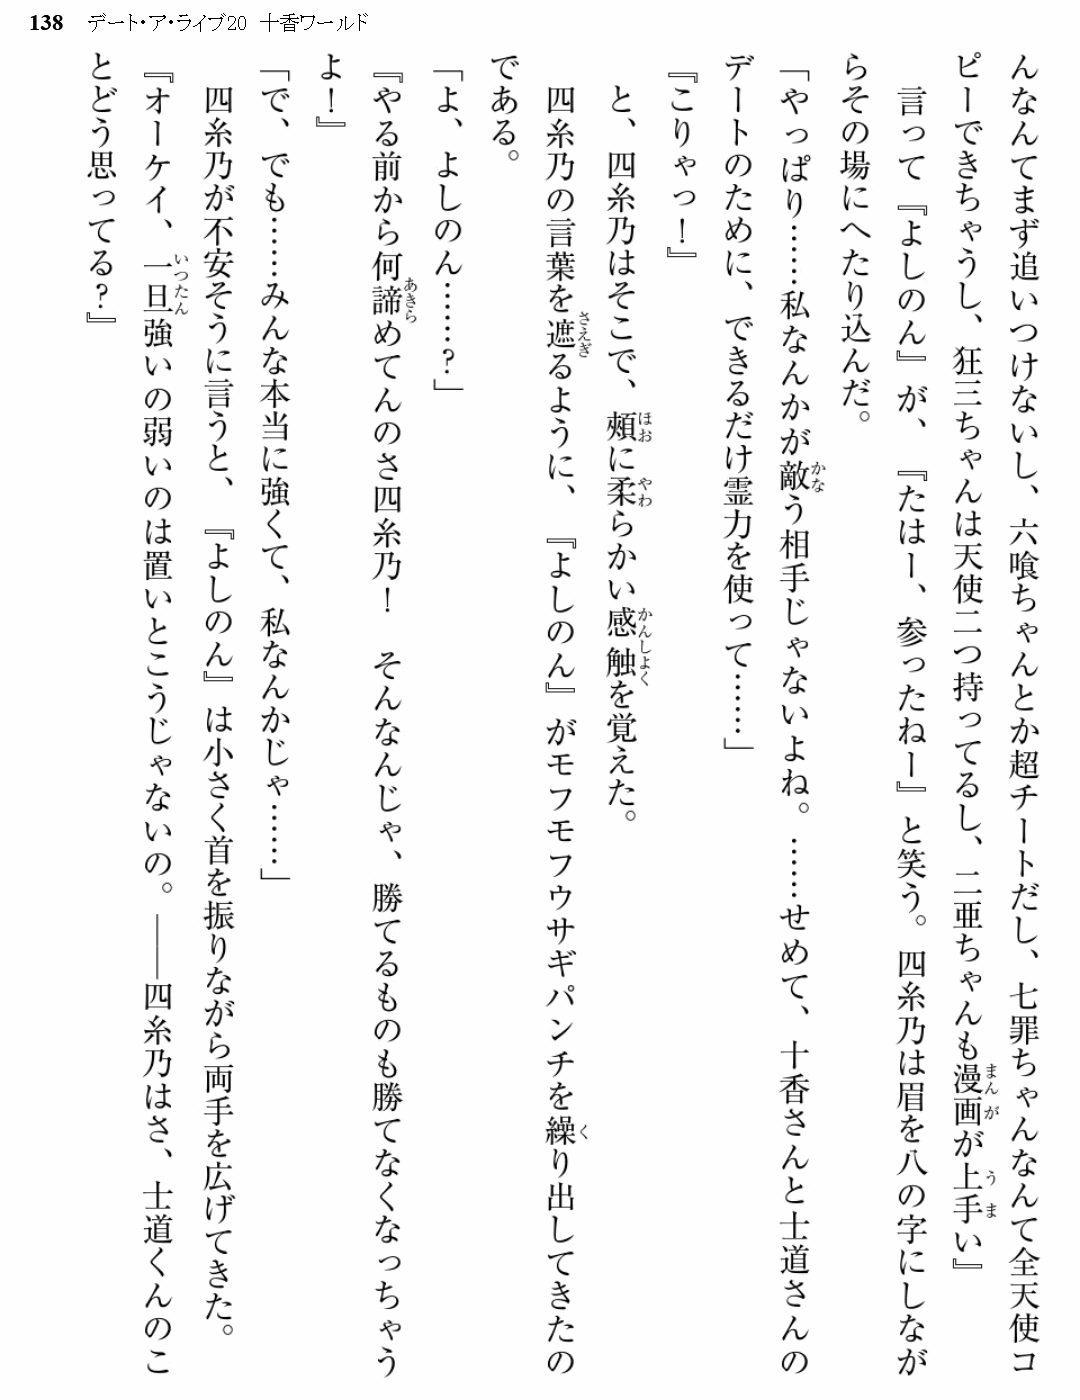 138 デート・ア・ライブ20 十香ワールド
んなんてまず追いつけないし、六喰ちゃんとか超チートだし、七罪ちゃんなんて全天使コ
ピーできちゃうし、狂三ちゃんは天使二つ持ってるし、二亜ちゃんも漫画が上手い』
言って『よしのん』が、『たはー、参ったねー』と笑う。四糸乃は眉を八の字にしなが
らその場にへたり込んだ。
「やっぱり……私なんかが敵う相手じゃないよね。……せめて、十香さんと士道さんの
デートのために、できるだけ霊力を使って……」
『こりゃっ！』
と、四糸乃はそこで、頰に柔らかい感触を覚えた。
四糸乃の言葉を遮るように、『よしのん』がモフモフウサギパンチを繰り出してきたの
である。
「よ、よしのん……？」
『やる前から何諦めてんのさ四糸乃！　そんなんじゃ、勝てるものも勝てなくなっちゃう
よ！』
「で、でも……みんな本当に強くて、私なんかじゃ……」
四糸乃が不安そうに言うと、『よしのん』は小さく首を振りながら両手を広げてきた。
『オーケイ、一旦強いの弱いのは置いとこうじゃないの。――四糸乃はさ、士道くんのこ
とどう思ってる？』